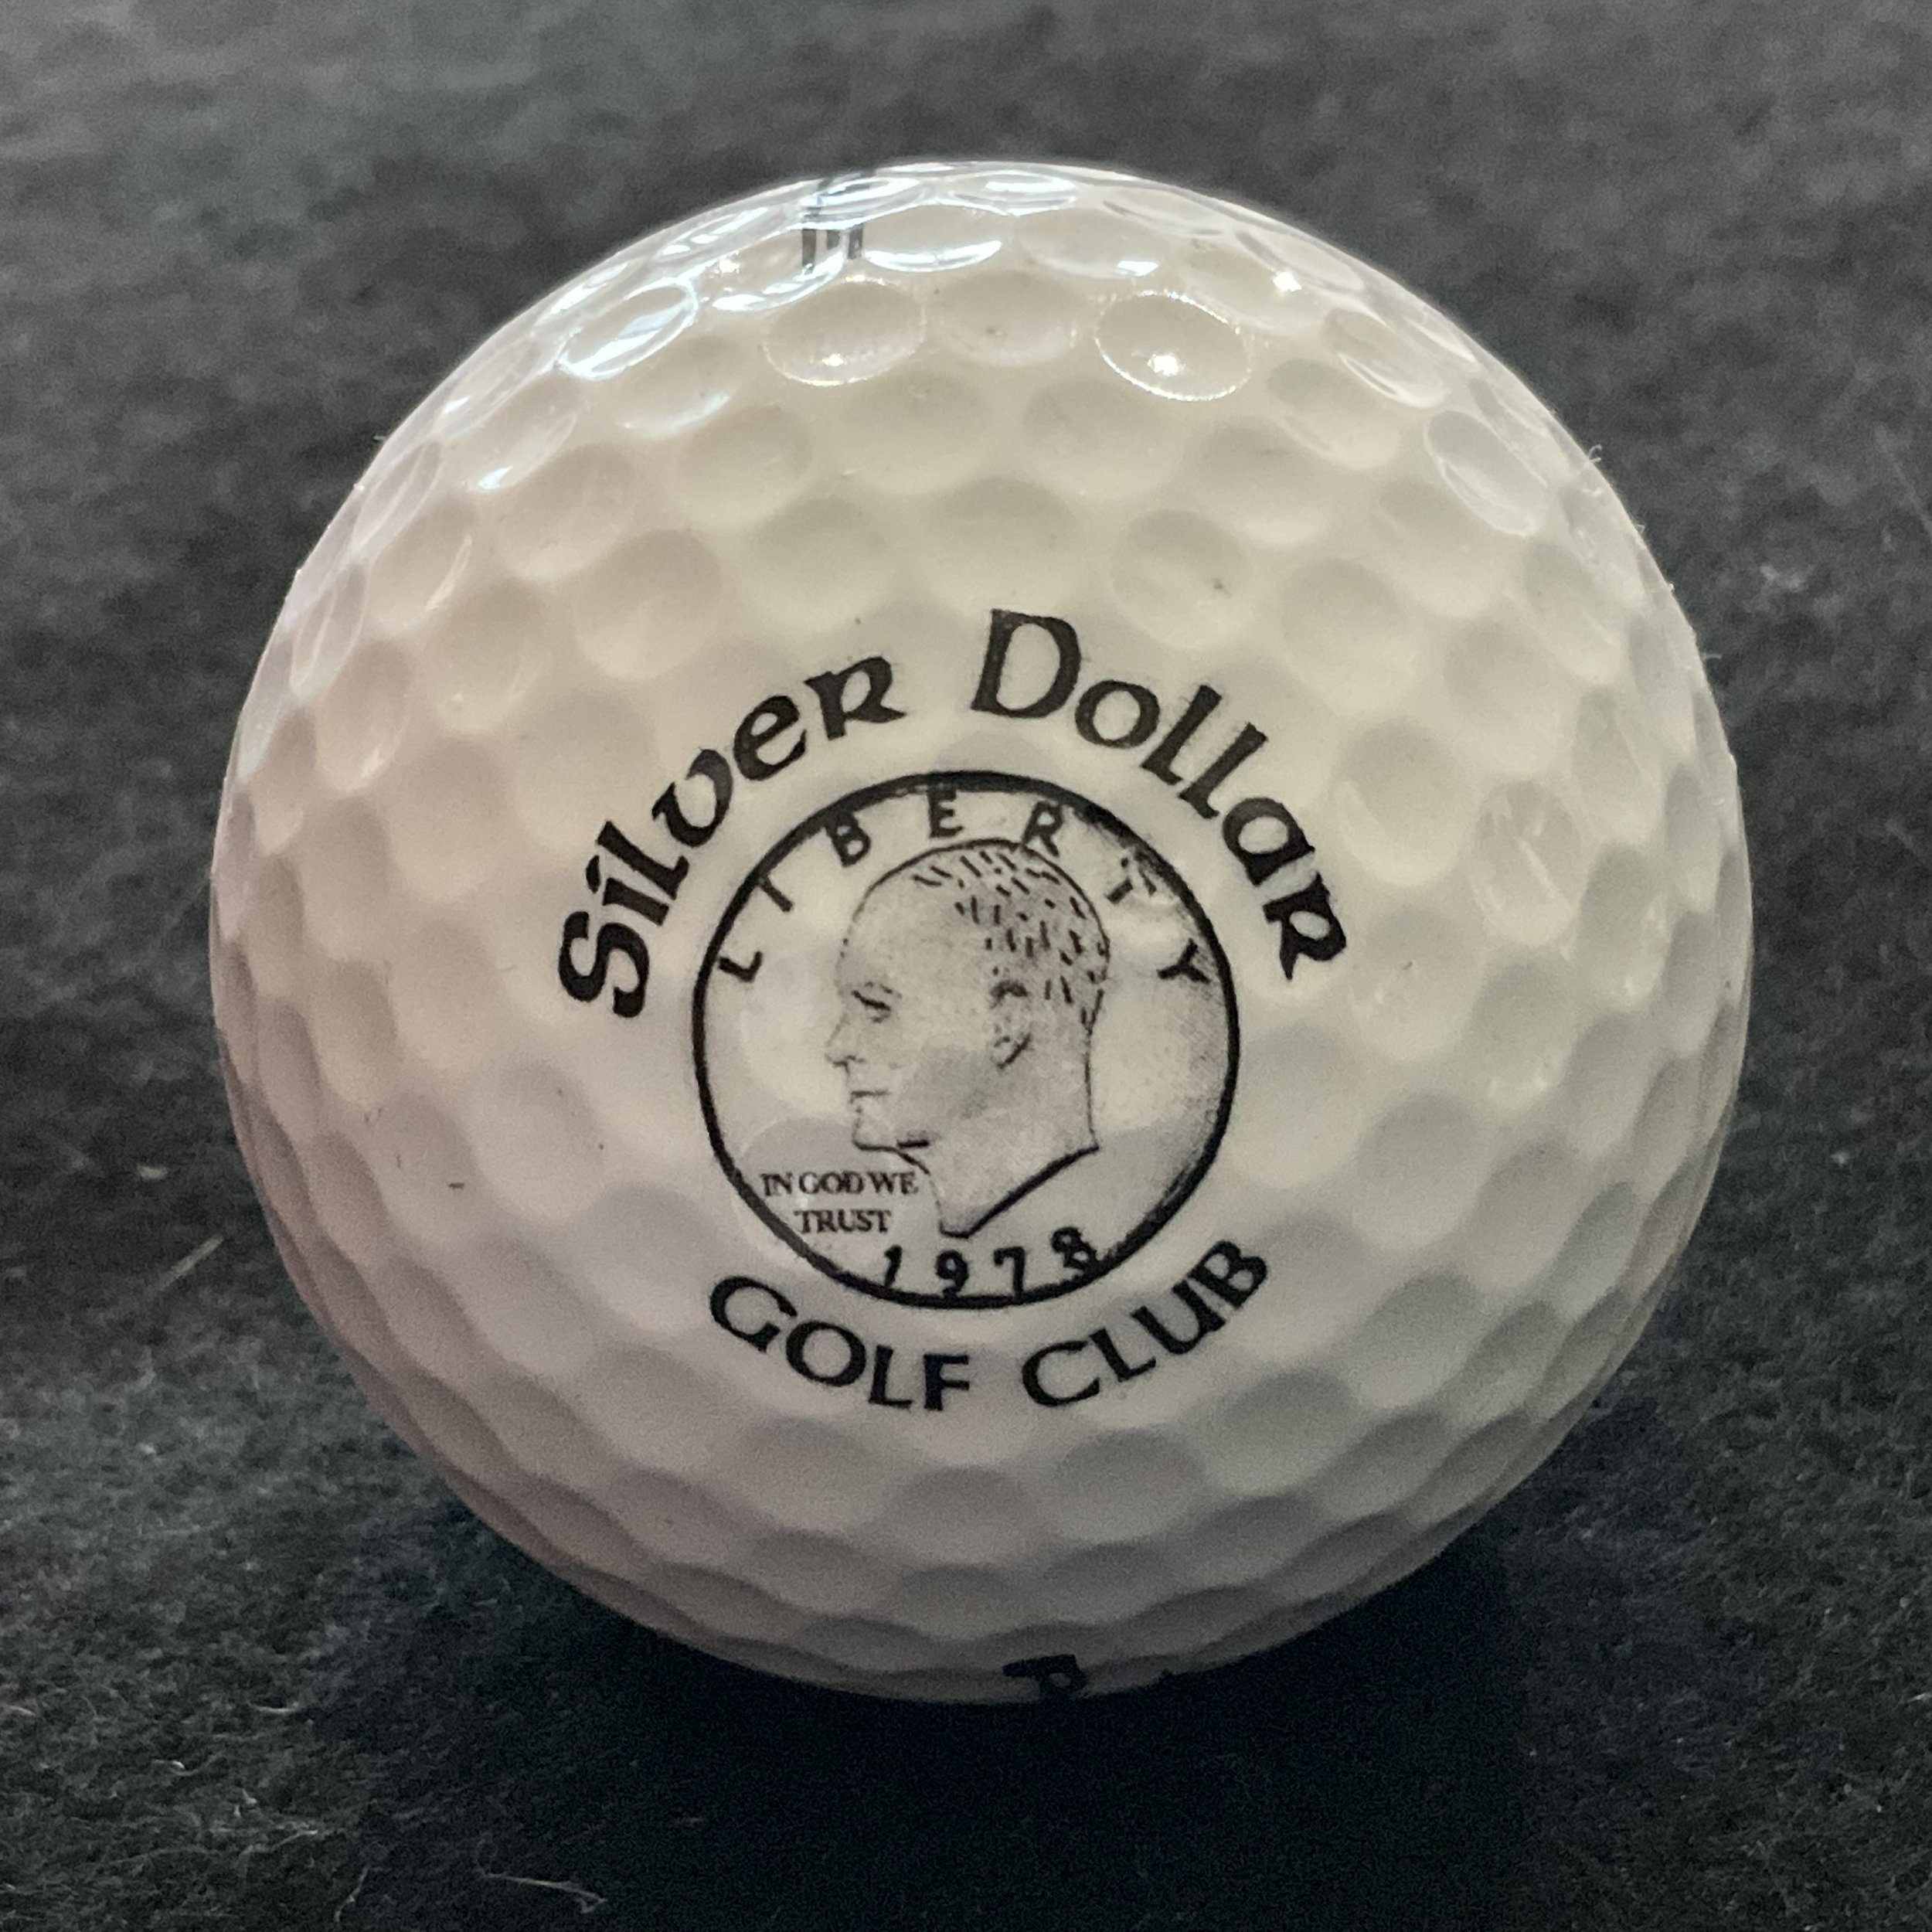 Silver Dollar
LIBERTY
IN GOD WE
TRUST
1978
GOLF CLUB